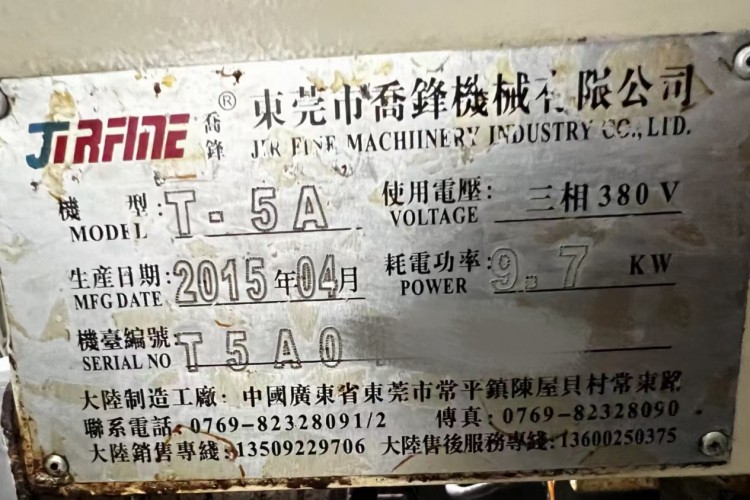 JIRFINE 喬鋒 ® 東莞市喬鋒機械有限公司
JIR FINE MACHIINERY INDUSTRY CO.,LTD.
機 型: T-5A 使用電壓: 三相380V
MODEL VOLTAGE
生產日期: 2015年04月 耗電功率: 9.7 KW
MFG DATE POWER
機臺編號: T5A0
SERIAL NO
大陸制造工廠: 中國廣東省東莞市常平鎮陳屋貝村常東路
聯系電話: 0769-82328091/2 傳真: 0769-82328090
大陸銷售專綫: 13509229706 大陸售後服務專綫: 13600250375